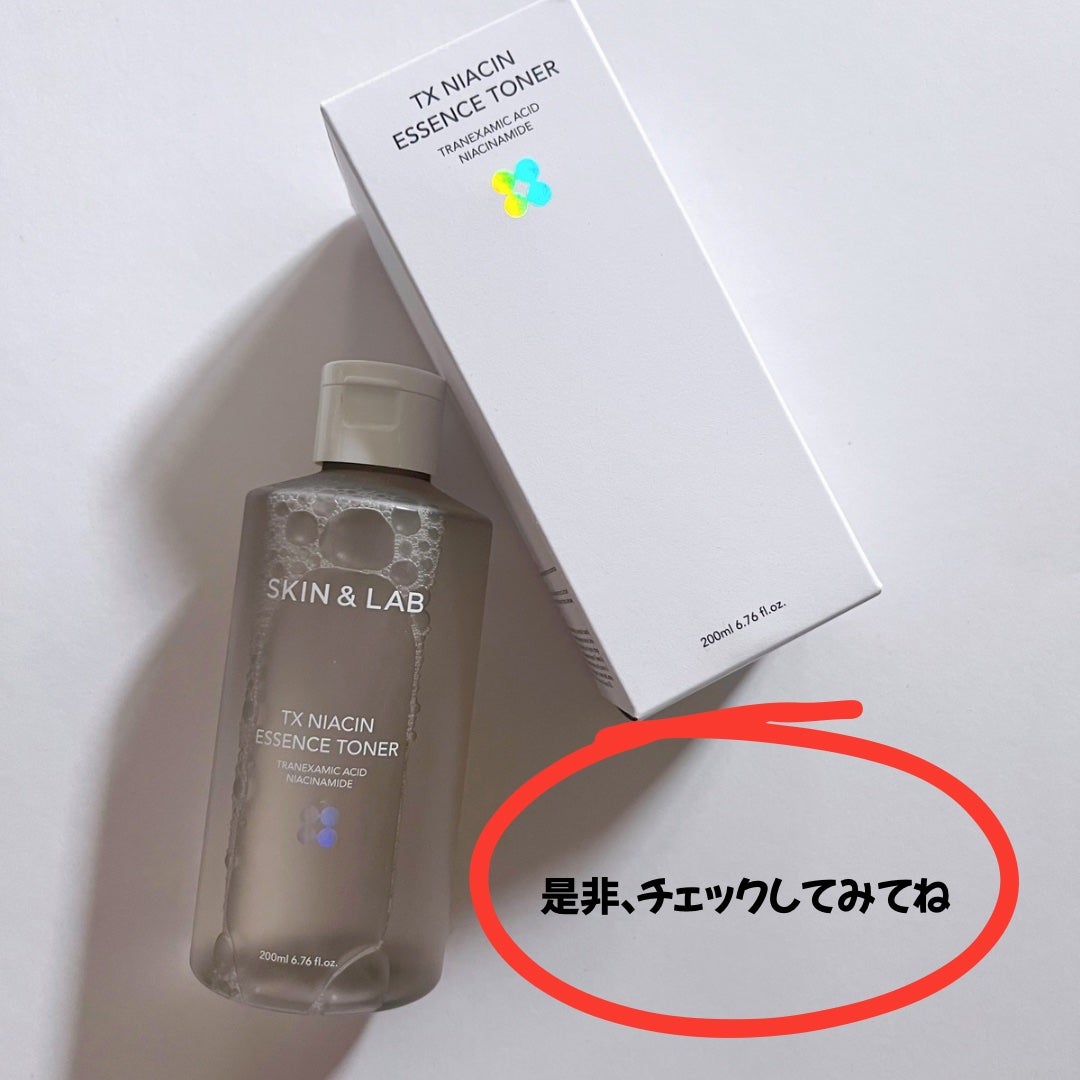 TX NIACIN
ESSENCE TONER
TRANEXAMIC ACID
NIACINAMIDE
200ml 6.76 fl.oz.
SKIN & LAB
TX NIACIN
ESSENCE TONER
TRANEXAMIC ACID
NIACINAMIDE
200ml 6.76 fl.oz.
是非、チェックしてみてね